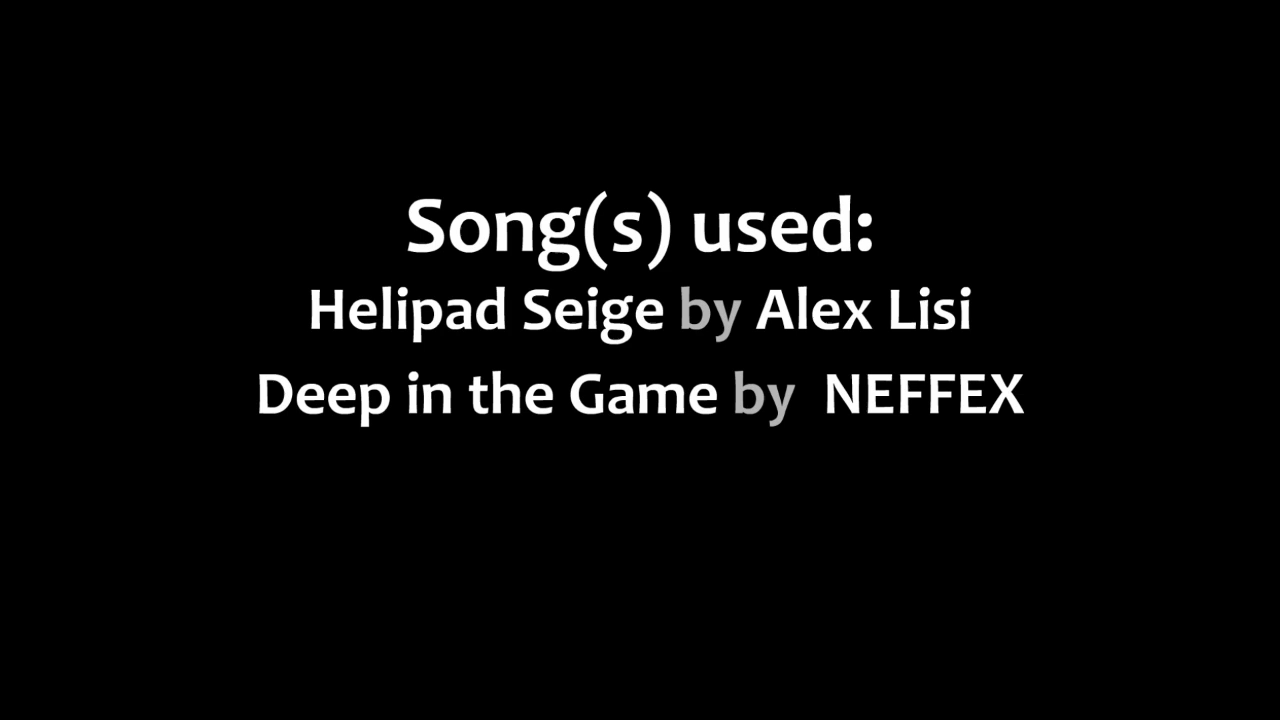 Song(s) used:
Helipad Seige by Alex Lisi
Deep in the Game by  NEFFEX